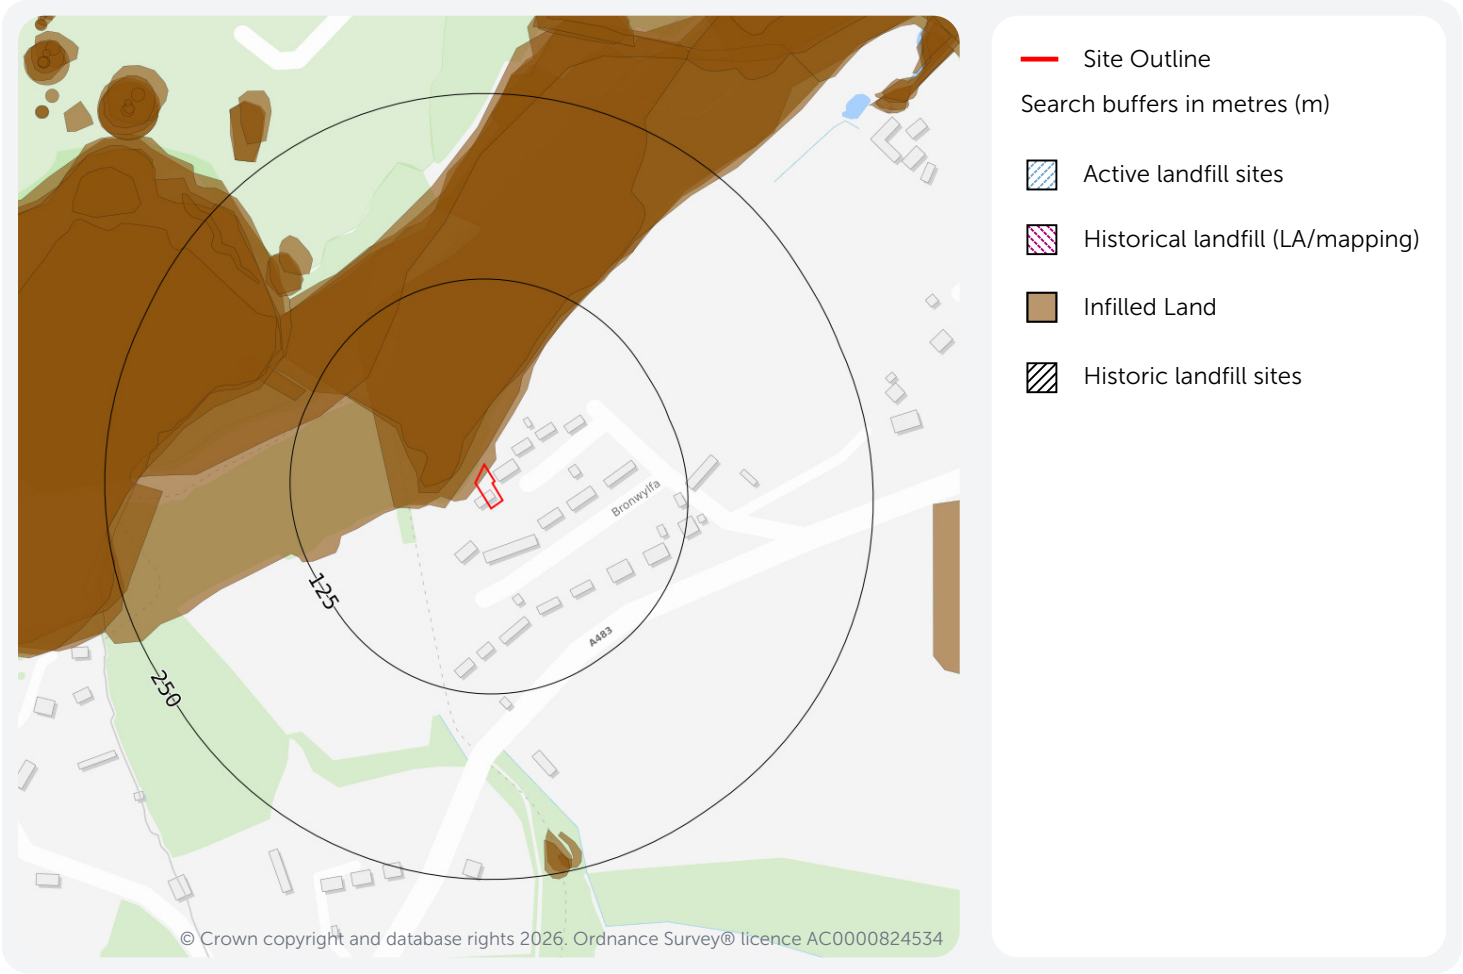 Site Outline
Search buffers in metres (m)
Active landfill sites
Historical landfill (LA/mapping)
Infilled Land
Historic landfill sites
Bronwylfa
125
A483
250
© Crown copyright and database rights 2026. Ordnance Survey® licence AC0000824534